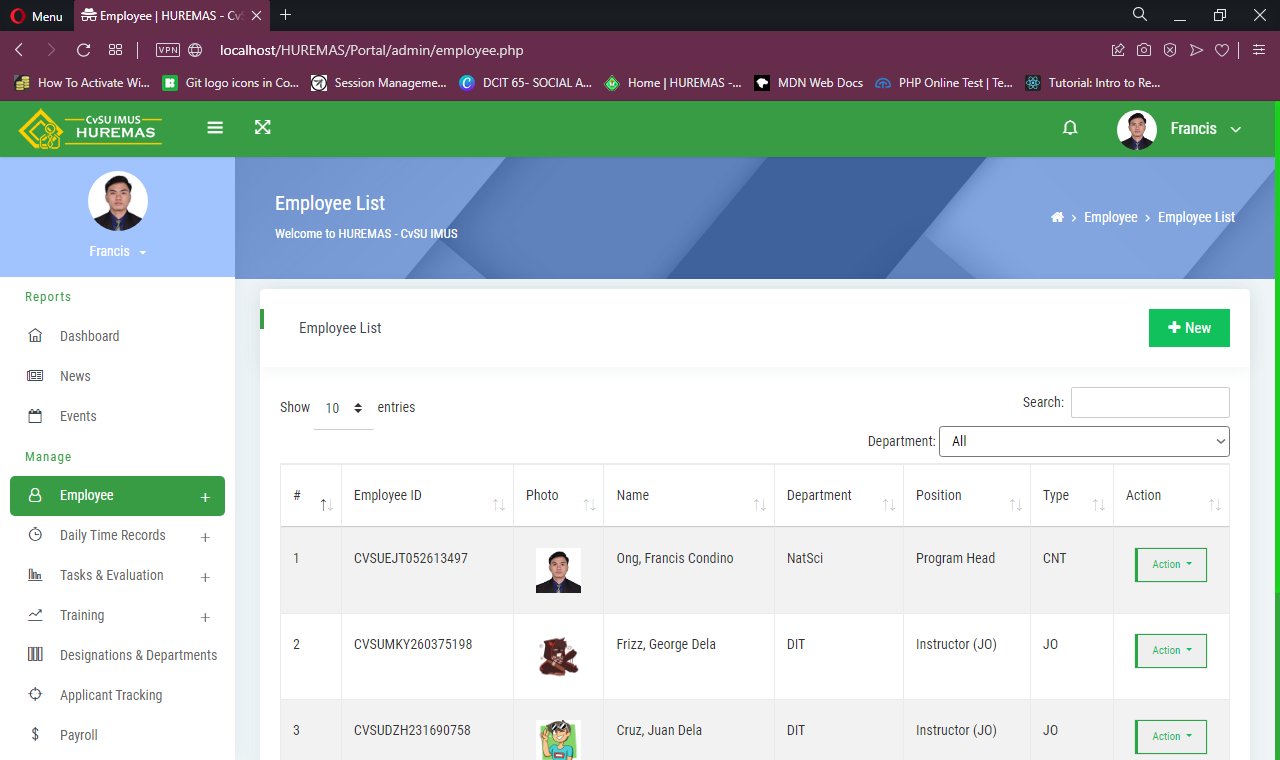 Menu
Employee | HUREMAS - CvS
VPN
localhost/HUREMAS/Portal/admin/employee.php
How To Activate Wi... Git logo icons in Co... Session Manageme... DCIT 65- SOCIAL A... Home | HUREMAS -... MDN Web Docs PHP Online Test | Te... Tutorial: Intro to Re...
CvSU IMUS
HUREMAS
Francis
Francis
Employee List
Welcome to HUREMAS - CvSU IMUS
Employee > Employee List
Reports
Dashboard
News
Events
Manage
Employee
Daily Time Records
Tasks & Evaluation
Training
Designations & Departments
Applicant Tracking
$ Payroll
Employee List
+ New
Show 10 entries
Search:
Department: All
# Employee ID Photo Name Department Position Type Action
1 CVSUEJT052613497 Ong, Francis Condino NatSci Program Head CNT Action
2 CVSUMKY260375198 Frizz, George Dela DIT Instructor (JO) JO Action
3 CVSUDZH231690758 Cruz, Juan Dela DIT Instructor (JO) JO Action